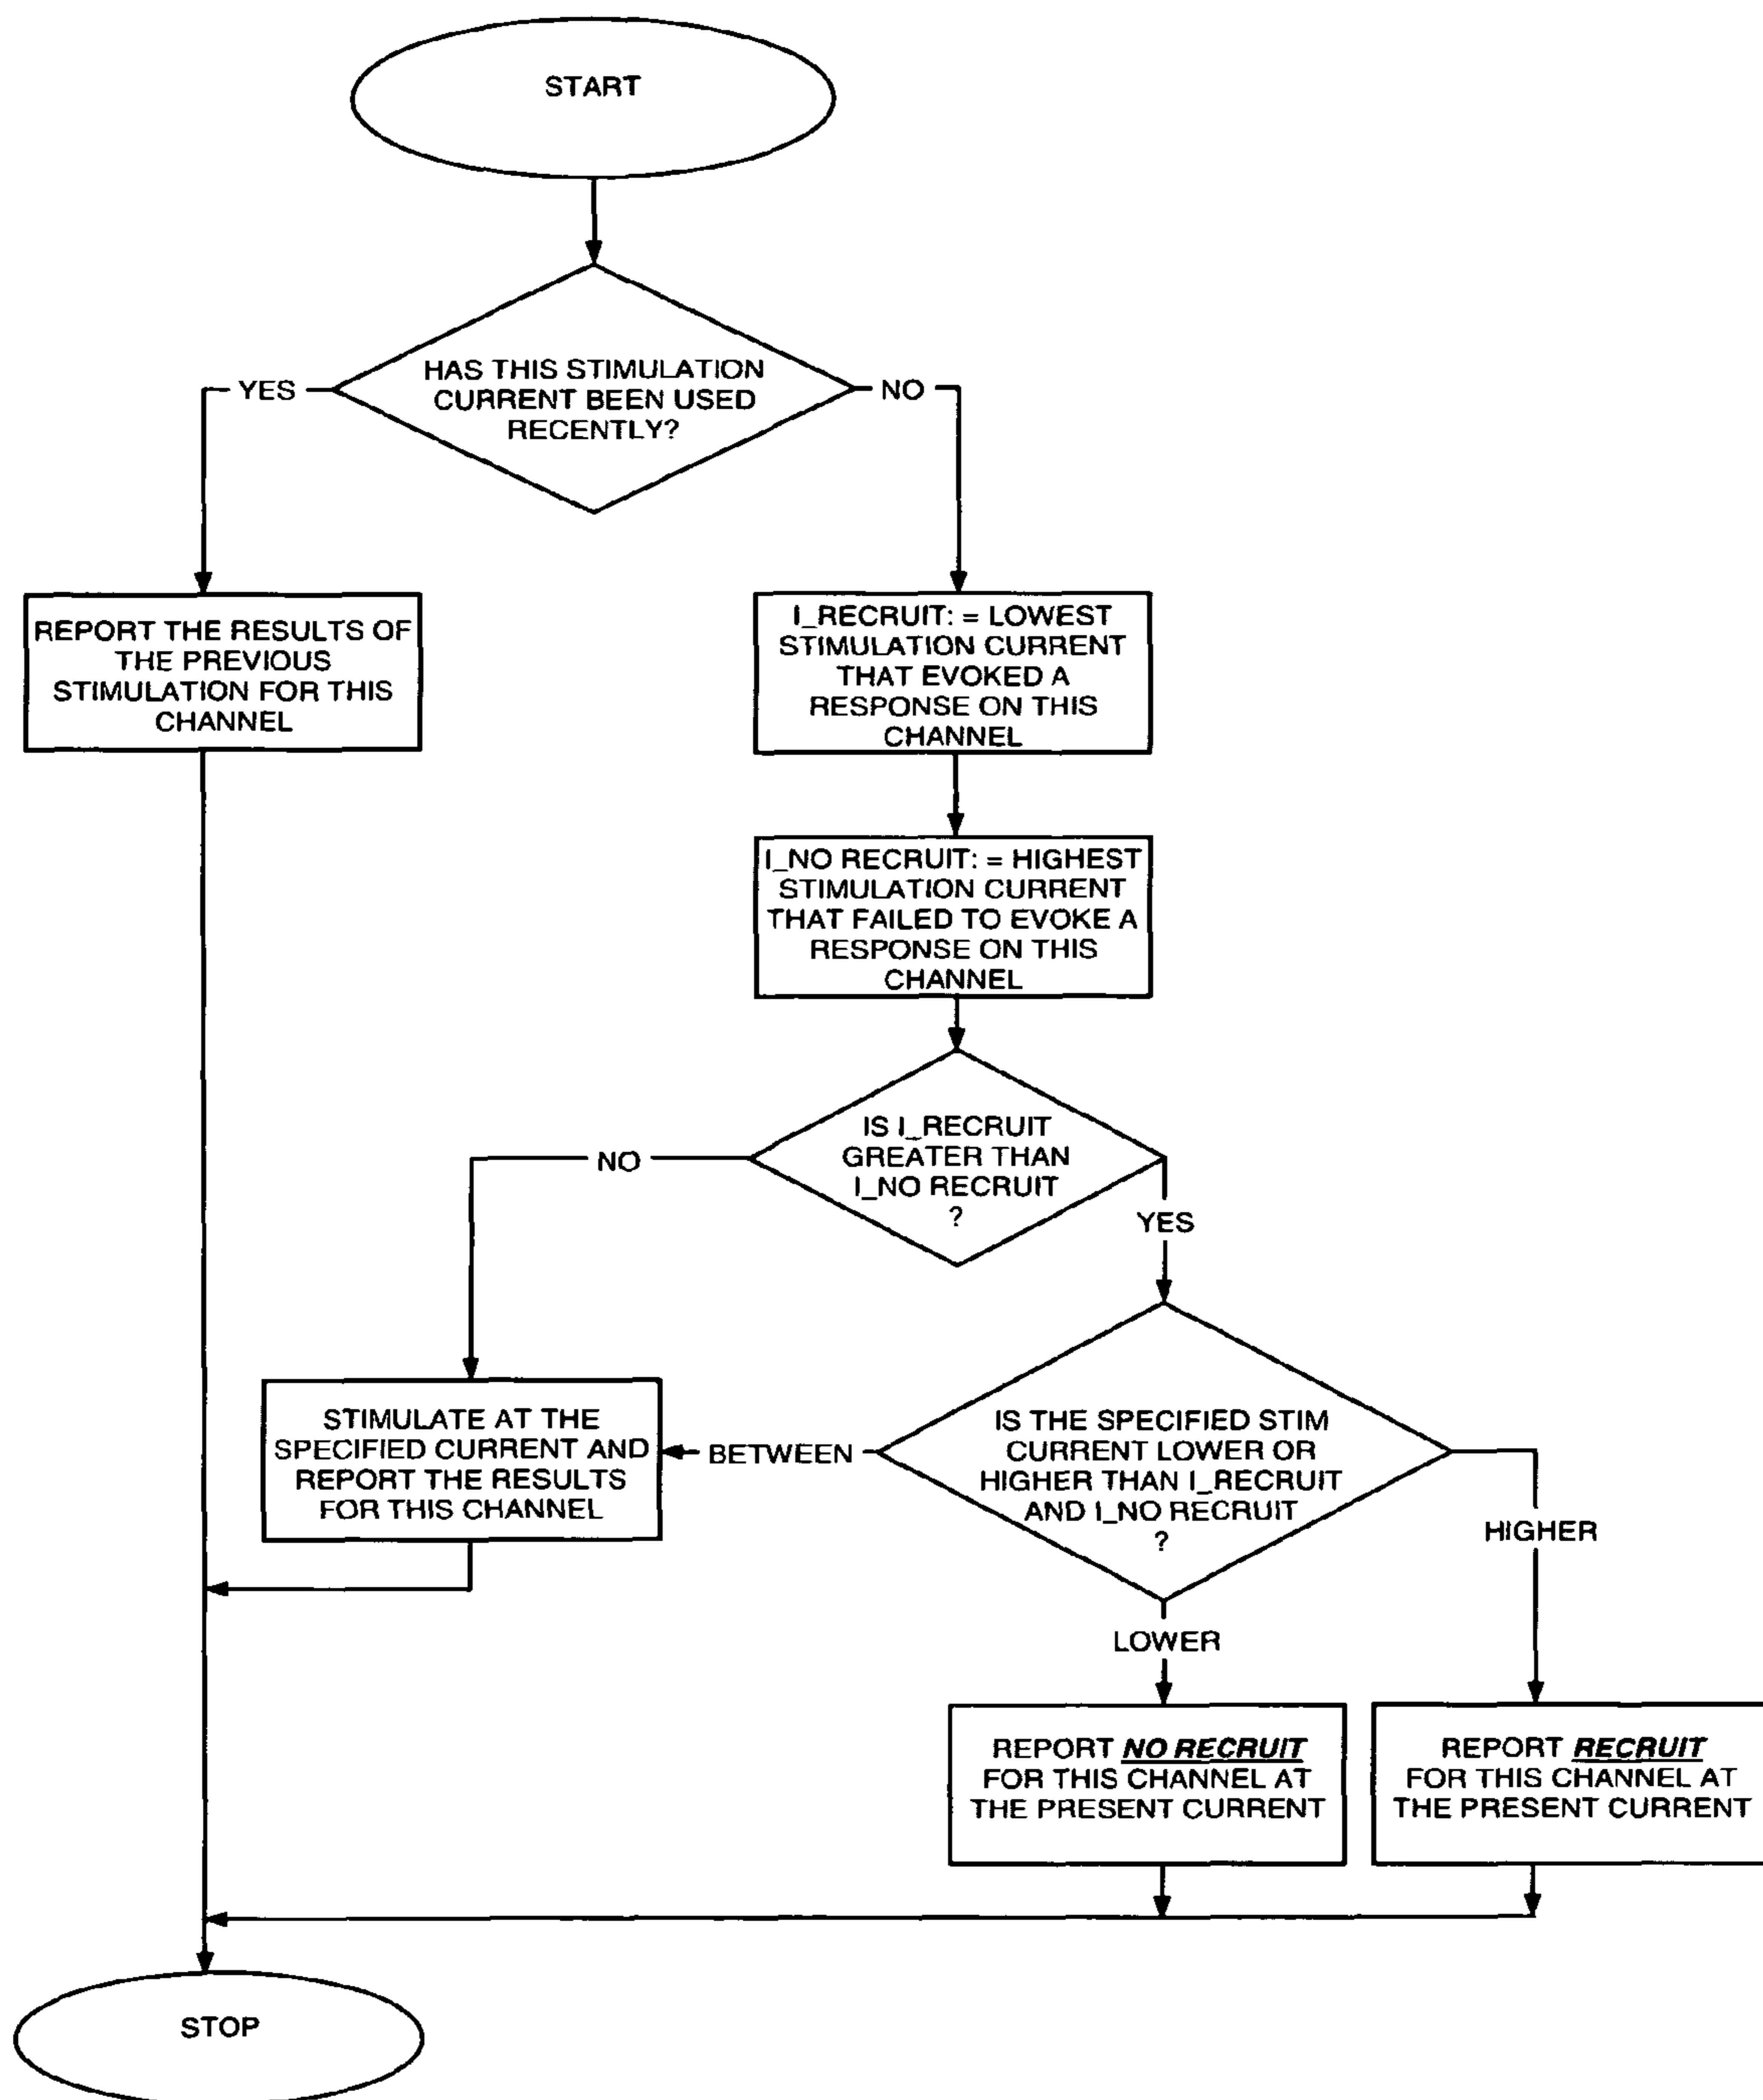 START
HAS THIS STIMULATION
CURRENT BEEN USED
RECENTLY?
YES
NO
REPORT THE RESULTS OF
THE PREVIOUS
STIMULATION FOR THIS
CHANNEL
I_RECRUIT: = LOWEST
STIMULATION CURRENT
THAT EVOKED A
RESPONSE ON THIS
CHANNEL
I_NO RECRUIT: = HIGHEST
STIMULATION CURRENT
THAT FAILED TO EVOKE A
RESPONSE ON THIS
CHANNEL
IS I_RECRUIT
GREATER THAN
I_NO RECRUIT
?
NO
YES
STIMULATE AT THE
SPECIFIED CURRENT AND
REPORT THE RESULTS
FOR THIS CHANNEL
BETWEEN
IS THE SPECIFIED STIM
CURRENT LOWER OR
HIGHER THAN I_RECRUIT
AND I_NO RECRUIT
?
HIGHER
LOWER
REPORT NO RECRUIT
FOR THIS CHANNEL AT
THE PRESENT CURRENT
REPORT RECRUIT
FOR THIS CHANNEL AT
THE PRESENT CURRENT
STOP